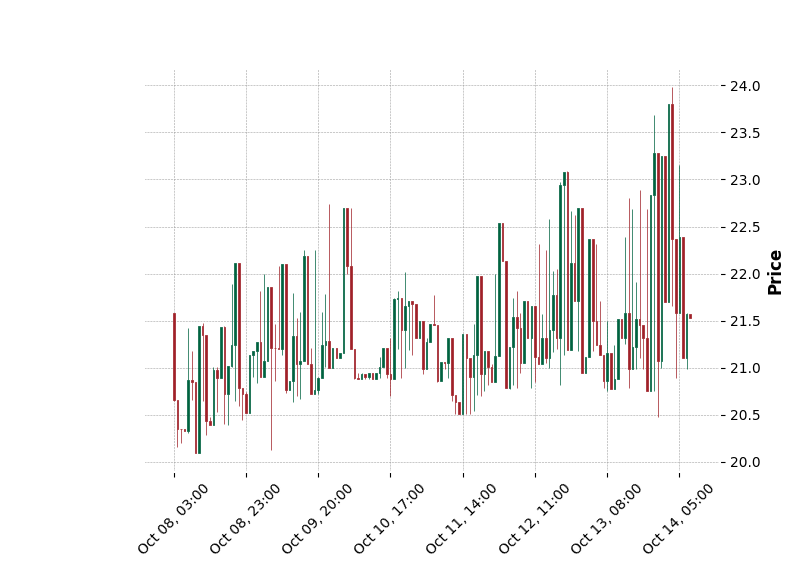 24.0
23.5
23.0
22.5
22.0
21.5
21.0
20.5
20.0
Price
Oct 08, 03:00
Oct 08, 23:00
Oct 09, 20:00
Oct 10, 17:00
Oct 11, 14:00
Oct 12, 11:00
Oct 13, 08:00
Oct 14, 05:00